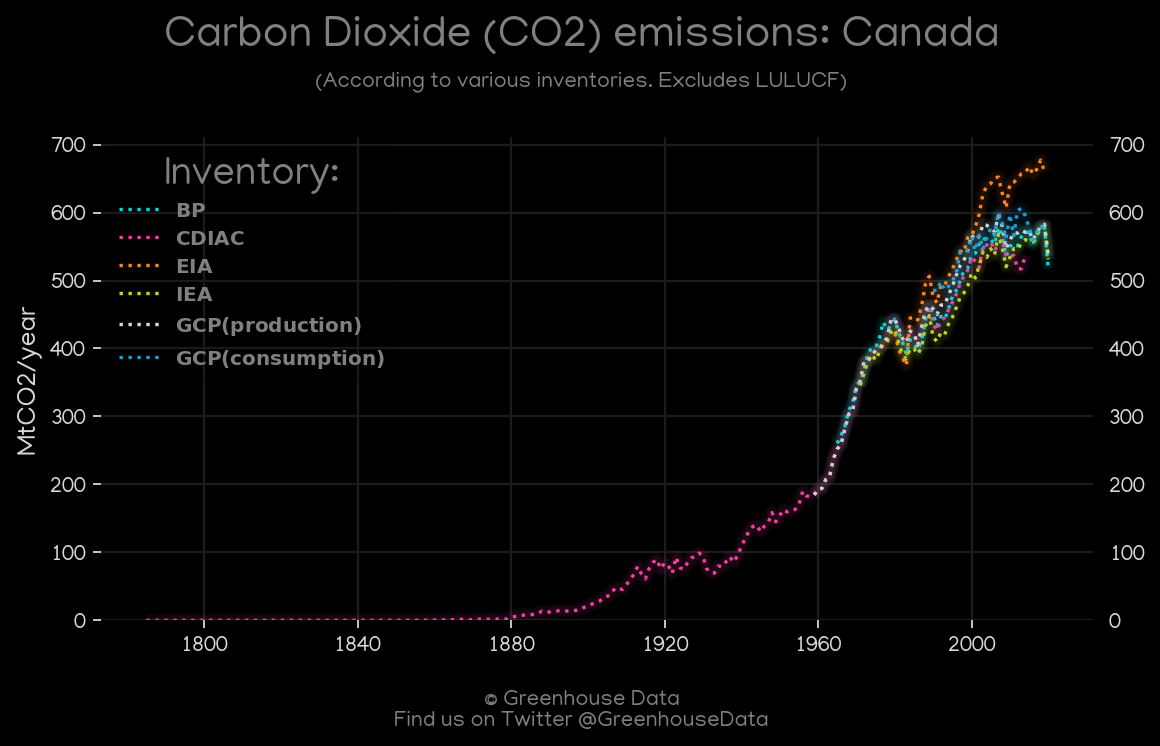 Carbon Dioxide (CO2) emissions: Canada
(According to various inventories. Excludes LULUCF)
Inventory:
BP
CDIAC
EIA
IEA
GCP(production)
GCP(consumption)
MtCO2/year
700
600
500
400
300
200
100
0
700
600
500
400
300
200
100
0
1800 1840 1880 1920 1960 2000
© Greenhouse Data
Find us on Twitter @GreenhouseData